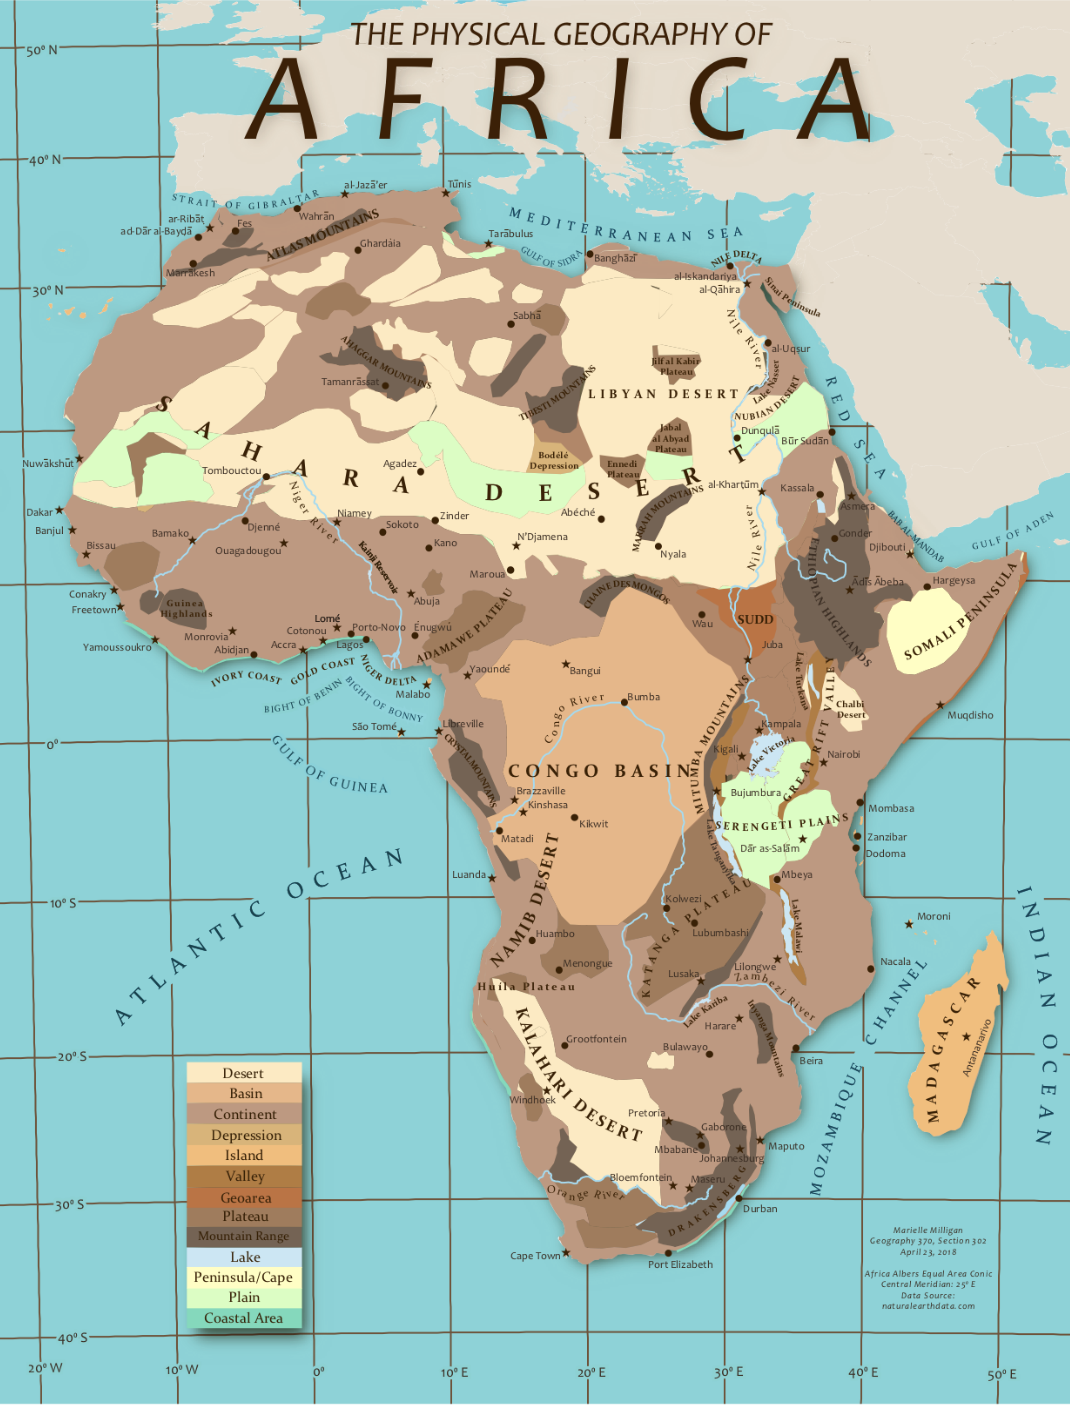 THE PHYSICAL GEOGRAPHY OF
AFRICA
50° N
40° N
30° N
0°
10° S
20° S
30° S
40° S
20° W
10° W
0°
10° E
20° E
30° E
40° E
50° E
STRAIT OF GIBRALTAR
al-Jazā'er
Tūnis
MEDITERRANEAN SEA
ar-Ribāṭ
ad-Dār al-Bayḍā
Fes
Wahrān
ATLAS MOUNTAINS
Ghardaia
Marrakesh
Tarābulus
GULF OF SIDRA
Banghāzī
NILE DELTA
al-Iskandariya
al-Qāhira
Sinai Peninsula
Nile River
Sabhā
al-Uqsur
AHAGGAR MOUNTAINS
Tamanrāssat
TIBESTI MOUNTAINS
Jilf al Kabir
Plateau
LIBYAN DESERT
Lake Nasser
NUBIAN DESERT
RED SEA
SAHARA DESERT
Jabal
al Abyad
Plateau
Dunqulā
Būr Sudān
Bodélé
Depression
Ennedi
Plateau
Nuwākshūt
Tombouctou
Agadez
al-Kharṭūm
Kassala
Asmera
Dakar
Banjul
Bissau
Bamako
Djenné
Niger River
Niamey
Ouagadougou
Sokoto
Zinder
Kano
Abéché
N'Djamena
MARRAH MOUNTAINS
Nyala
Nile River
Gonder
Djibouti
BAB AL MANDAB
GULF OF ADEN
Kainji Reservoir
Maroua
CHAINE DES MONGOS
ETHIOPIAN HIGHLANDS
Ādīs Ābeba
Hargeysa
Conakry
Freetown
Guinea
Highlands
Abuja
ADAMAWE PLATEAU
Wau
SUDD
SOMALI PENINSULA
Monrovia
Yamoussoukro
Abidjan
Accra
Cotonou
Lomé
Porto-Novo
Lagos
Énugwú
Juba
IVORY COAST
GOLD COAST
NIGER DELTA
BIGHT OF BENIN
BIGHT OF BONNY
Malabo
Yaoundé
Bangui
Congo River
Bumba
Lake Turkana
GREAT RIFT VALLEY
Chalbi
Desert
Muqdisho
São Tomé
Libreville
GULF OF GUINEA
CRYSTAL MOUNTAINS
CONGO BASIN
MITUMBA MOUNTAINS
Kampala
Kigali
Lake Victoria
Nairobi
Brazzaville
Kinshasa
Kikwit
Matadi
Bujumbura
SERENGETI PLAINS
Mombasa
Zanzibar
Dodoma
Dār as-Salām
Lake Tanganyika
Mbeya
Luanda
NAMIB DESERT
ATLANTIC OCEAN
Kolwezi
Lubumbashi
KATANGA PLATEAU
Lake Malawi
INDIAN OCEAN
Moroni
Huambo
Menongue
Huíla Plateau
Lusaka
Lilongwe
Zambezi River
Nacala
MOZAMBIQUE CHANNEL
MADAGASCAR
Antananarivo
Lake Kariba
Harare
Inyanga Mountains
KALAHARI DESERT
Grootfontein
Bulawayo
Beira
Windhoek
Pretoria
Gaborone
Mbabane
Johannesburg
Maputo
Bloemfontein
Maseru
Orange River
DRAKENSBERG
Durban
Cape Town
Port Elizabeth
Desert
Basin
Continent
Depression
Island
Valley
Geoarea
Plateau
Mountain Range
Lake
Peninsula/Cape
Plain
Coastal Area
Marielle Milligan
Geography 370, Section 302
April 23, 2018
Africa Albers Equal Area Conic
Central Meridian: 25° E
Data Source:
naturalearthdata.com